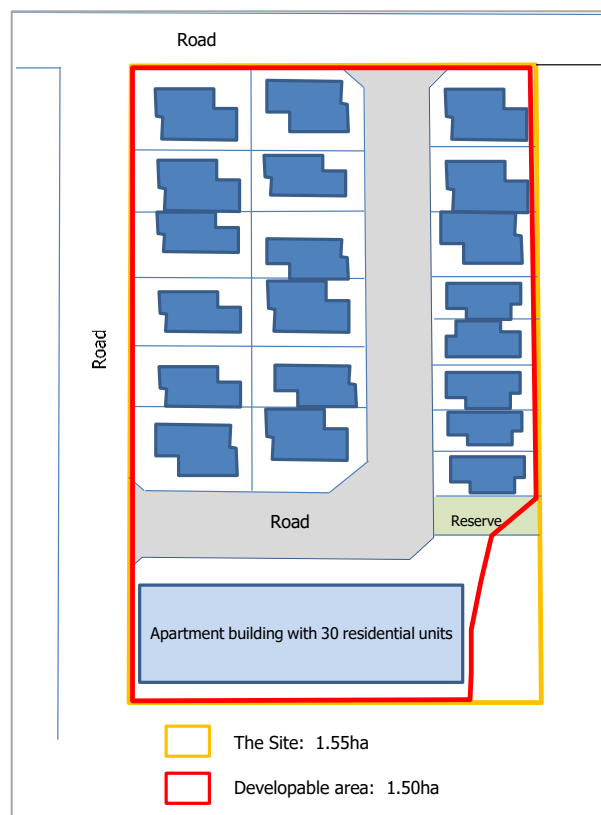 Road
Road
Road
Reserve
Apartment building with 30 residential units
The Site: 1.55ha
Developable area: 1.50ha